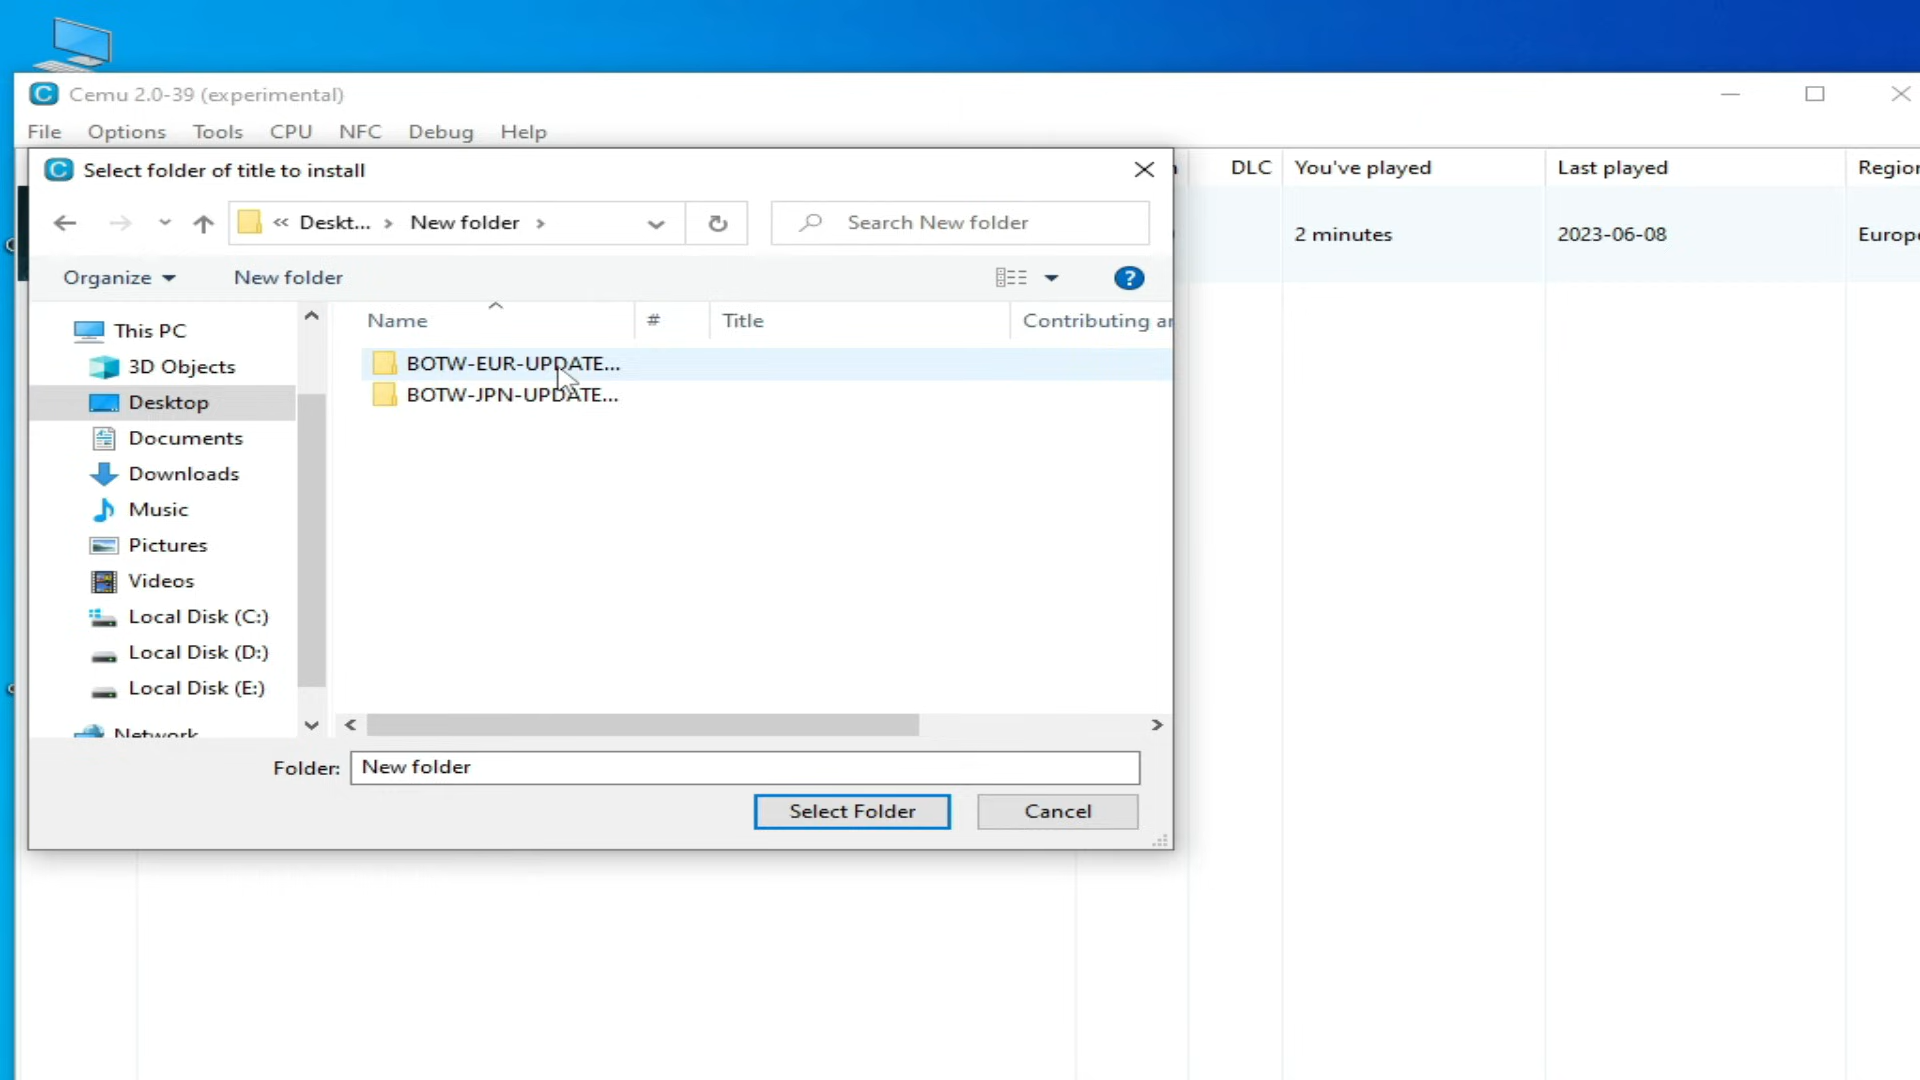 Cemu 2.0-39 (experimental)
File Options Tools CPU NFC Debug Help
Select folder of title to install
DLC You've played Last played
« Deskt... › New folder ›
Search New folder
2 minutes 2023-06-08
Organize New folder
Name # Title Contributing
This PC
BOTW-EUR-UPDATE...
3D Objects
BOTW-JPN-UPDATE...
Desktop
Documents
Downloads
Music
Pictures
Videos
Local Disk (C:)
Local Disk (D:)
Local Disk (E:)
Network
Folder: New folder
Select Folder Cancel